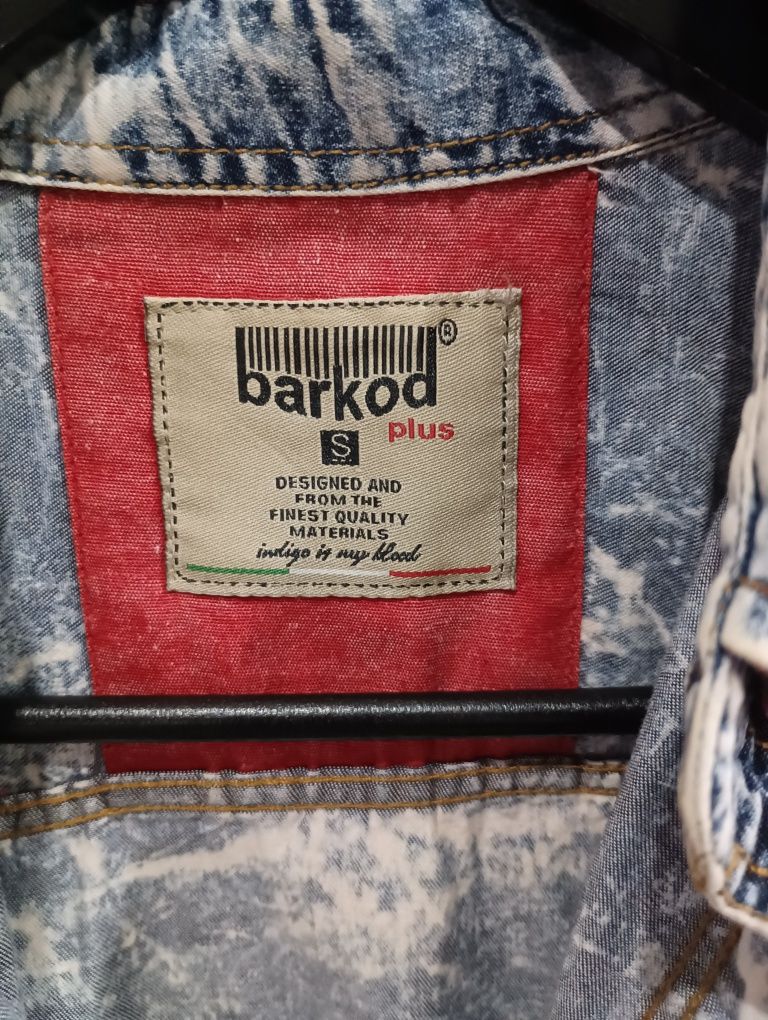 barkod®
plus
S
DESIGNED AND
FROM THE
FINEST QUALITY
MATERIALS
indigo is my blood